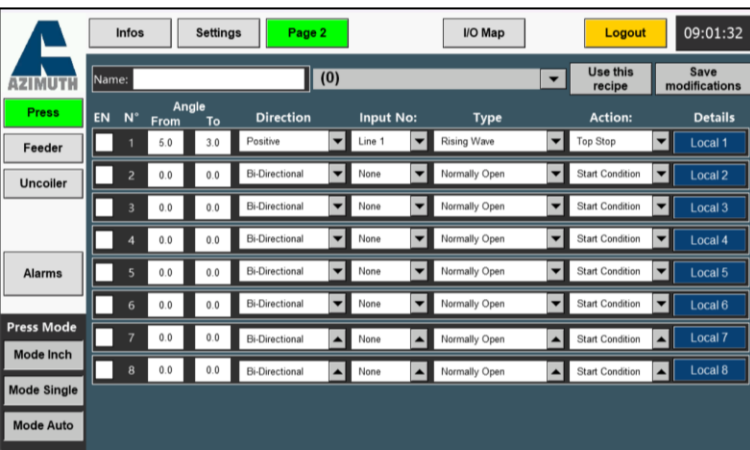 Infos Settings Page 2 I/O Map Logout 09:01:32
AZIMUTH
Name: (0) Use this recipe Save modifications
Press
Feeder
Uncoiler
Alarms
Press Mode
Mode Inch
Mode Single
Mode Auto
EN N° Angle From To Direction Input No: Type Action: Details
1 5.0 3.0 Positive Line 1 Rising Wave Top Stop Local 1
2 0.0 0.0 Bi-Directional None Normally Open Start Condition Local 2
3 0.0 0.0 Bi-Directional None Normally Open Start Condition Local 3
4 0.0 0.0 Bi-Directional None Normally Open Start Condition Local 4
5 0.0 0.0 Bi-Directional None Normally Open Start Condition Local 5
6 0.0 0.0 Bi-Directional None Normally Open Start Condition Local 6
7 0.0 0.0 Bi-Directional None Normally Open Start Condition Local 7
8 0.0 0.0 Bi-Directional None Normally Open Start Condition Local 8